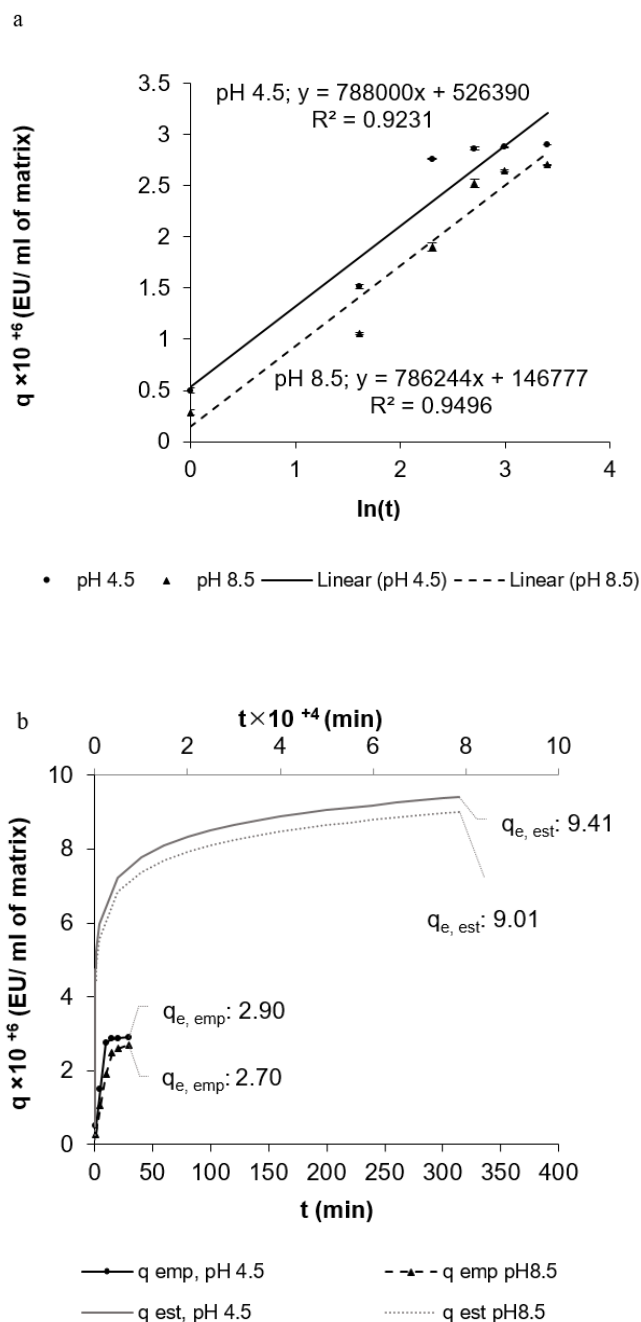 a
3.5
3
2.5
2
1.5
1
0.5
0
pH 4.5; y = 788000x + 526390
R² = 0.9231
pH 8.5; y = 786244x + 146777
R² = 0.9496
q ×10 ⁺⁶ (EU/ ml of matrix)
0 1 2 3 4
ln(t)
pH 4.5 pH 8.5 Linear (pH 4.5) Linear (pH 8.5)
b
t×10 ⁺⁴ (min)
0 2 4 6 8 10
10
8
6
4
2
0
q ×10 ⁺⁶ (EU/ ml of matrix)
qe, est: 9.41
qe, est: 9.01
qe, emp: 2.90
qe, emp: 2.70
0 50 100 150 200 250 300 350 400
t (min)
q emp, pH 4.5 q emp pH8.5
q est, pH 4.5 q est pH8.5